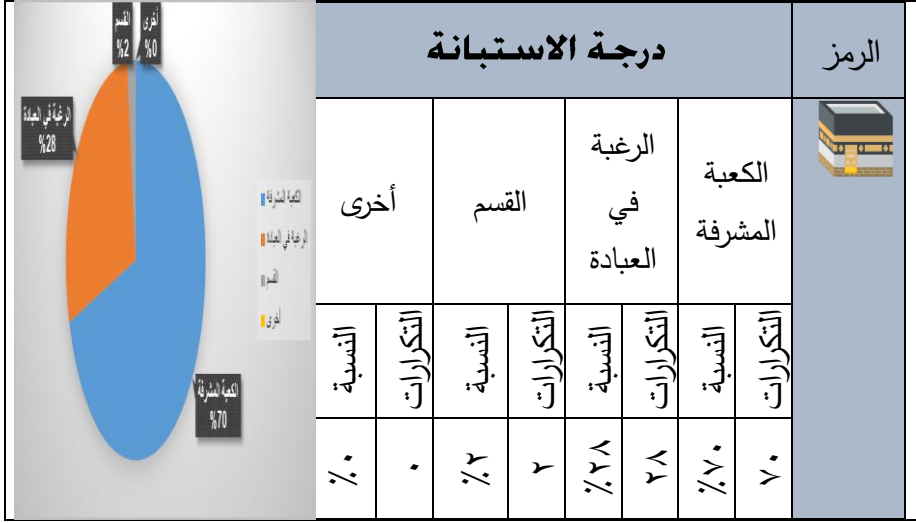 الرمز
درجة الاستبانة
الكعبة
المشرفة
الرغبة
في
العبادة
القسم
أخرى
التكرارات
النسبة
التكرارات
النسبة
التكرارات
النسبة
التكرارات
النسبة
٧٠
٧٠٪
٢٨
٢٨٪
٢
٢٪
٠
٠٪
أخرى
%0
القسم
%2
الرغبة في العبادة
%28
الكعبة المشرفة
%70
الكعبة المشرفة
الرغبة في العبادة
القسم
أخرى